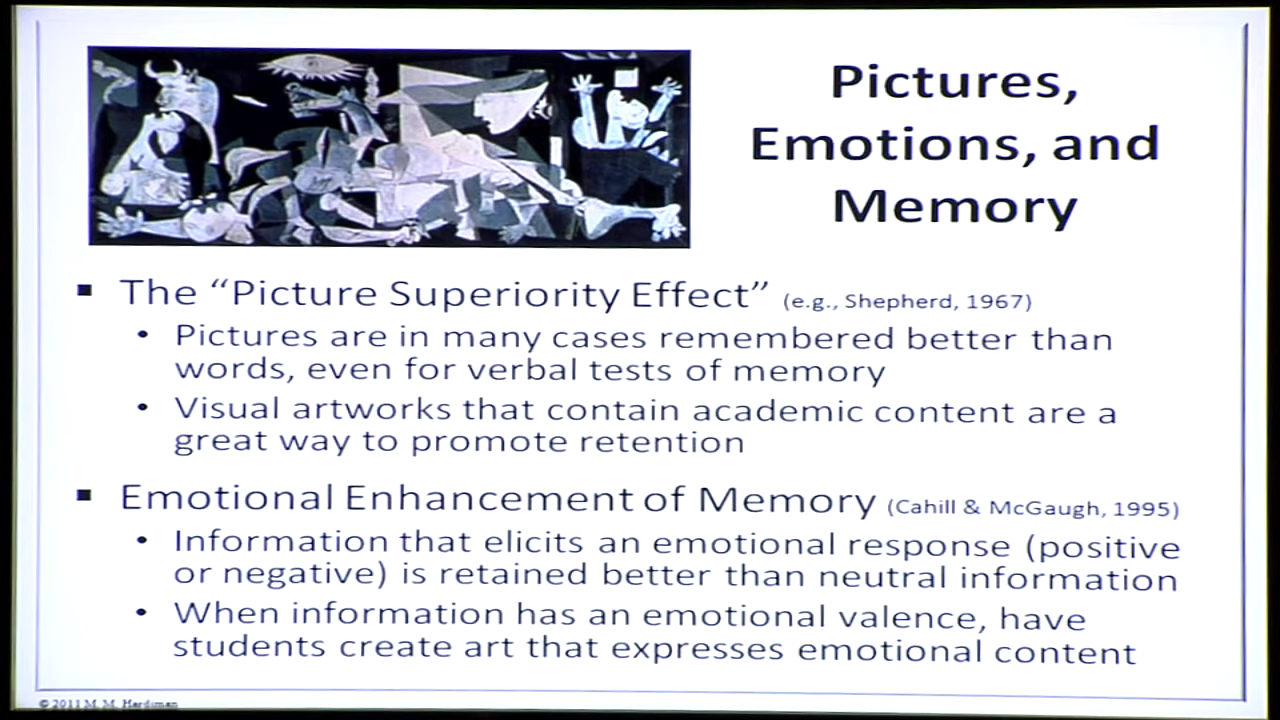 Pictures,
Emotions, and
Memory
▪ The “Picture Superiority Effect” (e.g., Shepherd, 1967)
• Pictures are in many cases remembered better than
words, even for verbal tests of memory
• Visual artworks that contain academic content are a
great way to promote retention
▪ Emotional Enhancement of Memory (Cahill & McGaugh, 1995)
• Information that elicits an emotional response (positive
or negative) is retained better than neutral information
• When information has an emotional valence, have
students create art that expresses emotional content
© 2011 M. M. Hardiman